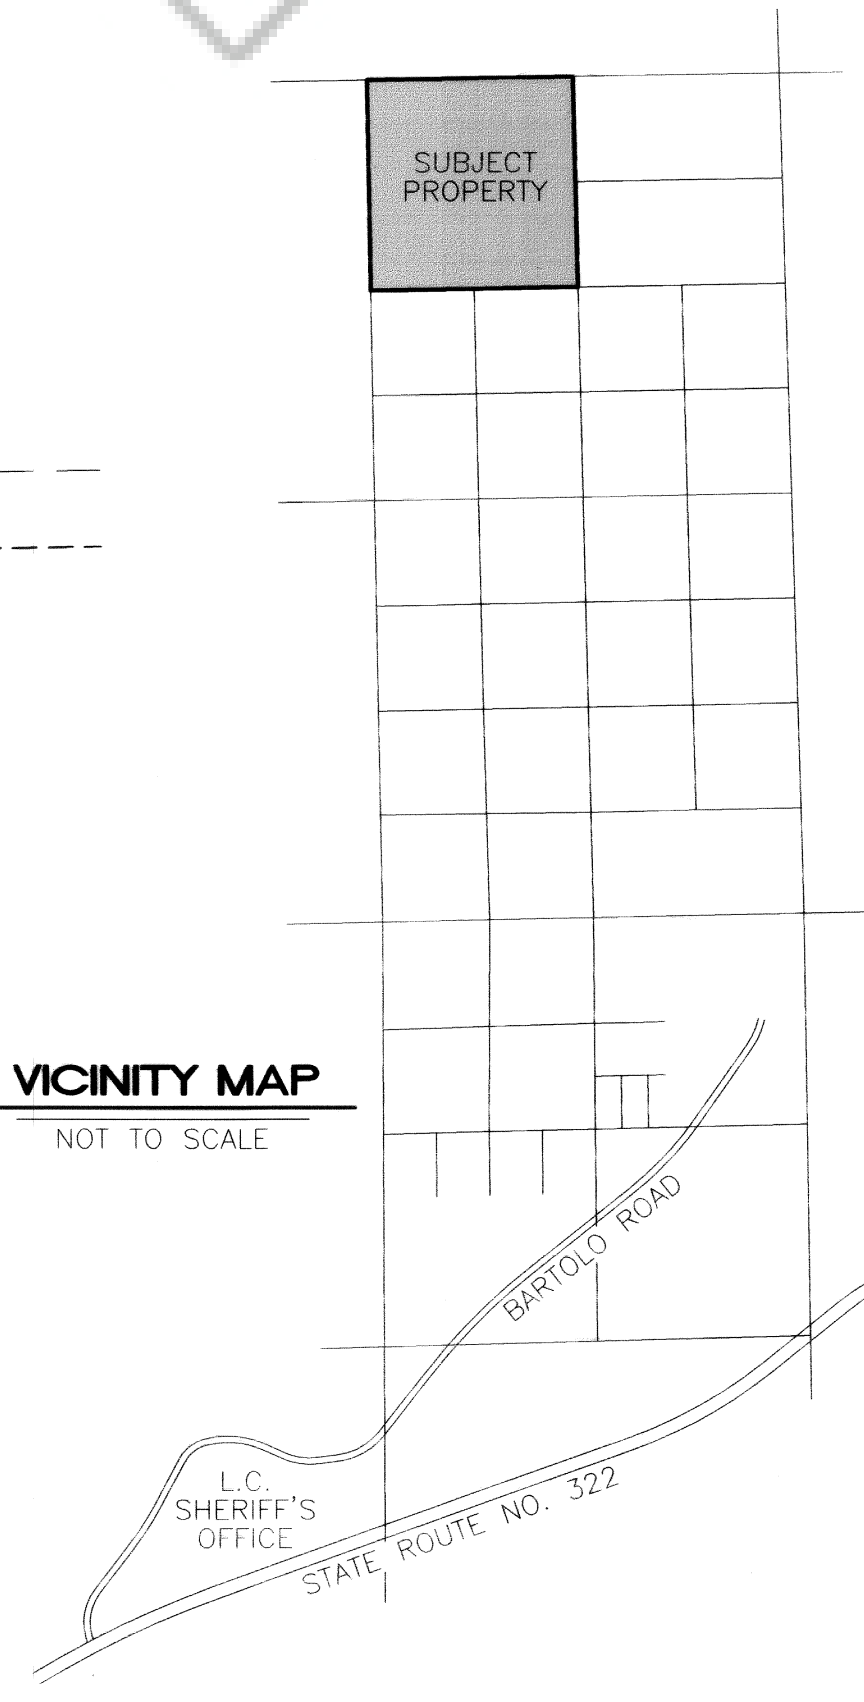 SUBJECT
PROPERTY
VICINITY MAP
NOT TO SCALE
BARTOLO ROAD
L.C.
SHERIFF'S
OFFICE
STATE ROUTE NO. 322